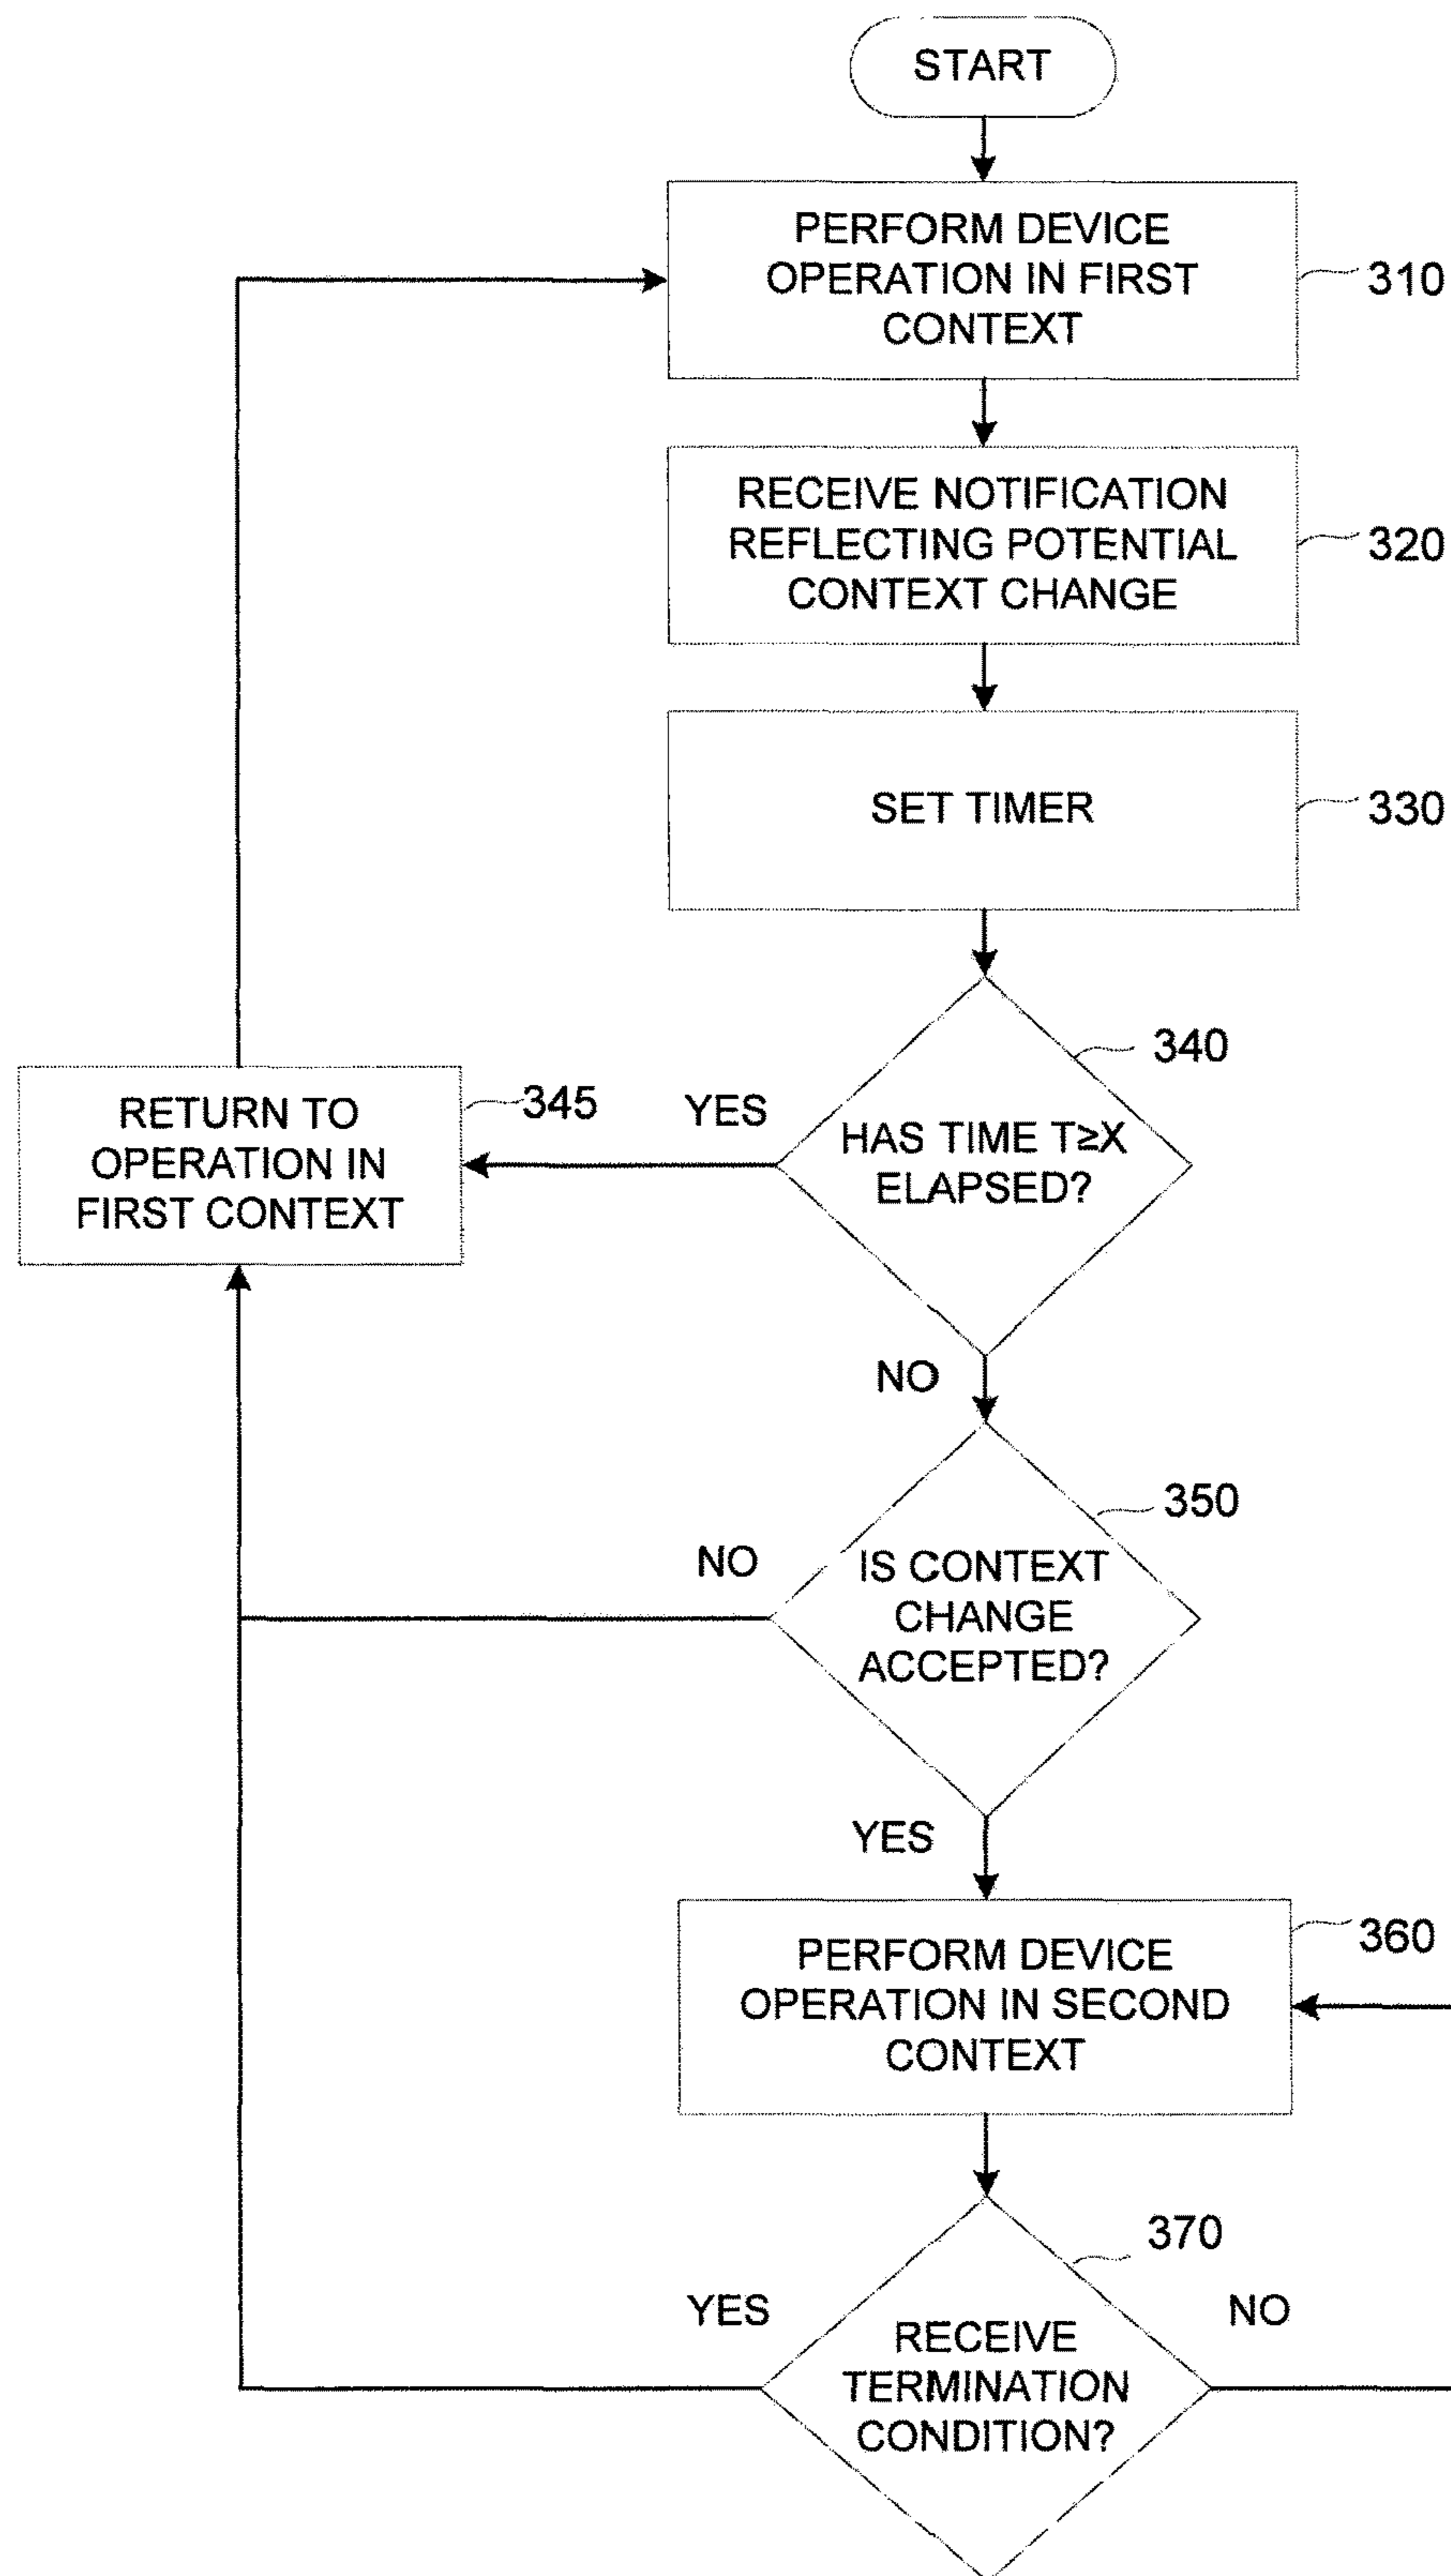 START
PERFORM DEVICE
OPERATION IN FIRST
CONTEXT
310
RECEIVE NOTIFICATION
REFLECTING POTENTIAL
CONTEXT CHANGE
320
SET TIMER
330
340
HAS TIME T≥X
ELAPSED?
YES
345
RETURN TO
OPERATION IN
FIRST CONTEXT
NO
350
IS CONTEXT
CHANGE
ACCEPTED?
NO
YES
360
PERFORM DEVICE
OPERATION IN SECOND
CONTEXT
370
YES
NO
RECEIVE
TERMINATION
CONDITION?